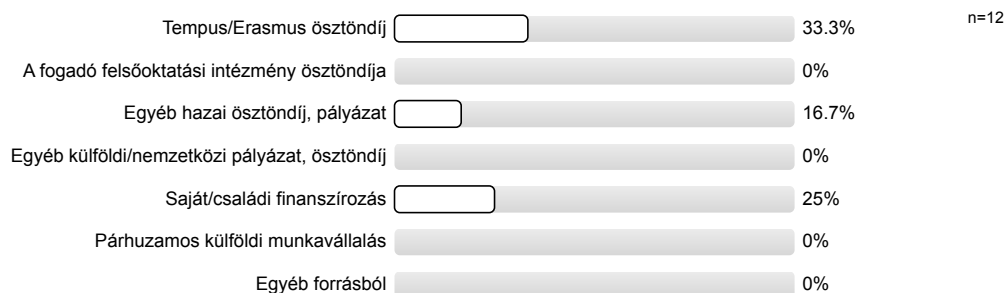 Tempus/Erasmus ösztöndíj 33.3% n=12
A fogadó felsőoktatási intézmény ösztöndíja 0%
Egyéb hazai ösztöndíj, pályázat 16.7%
Egyéb külföldi/nemzetközi pályázat, ösztöndíj 0%
Saját/családi finanszírozás 25%
Párhuzamos külföldi munkavállalás 0%
Egyéb forrásból 0%